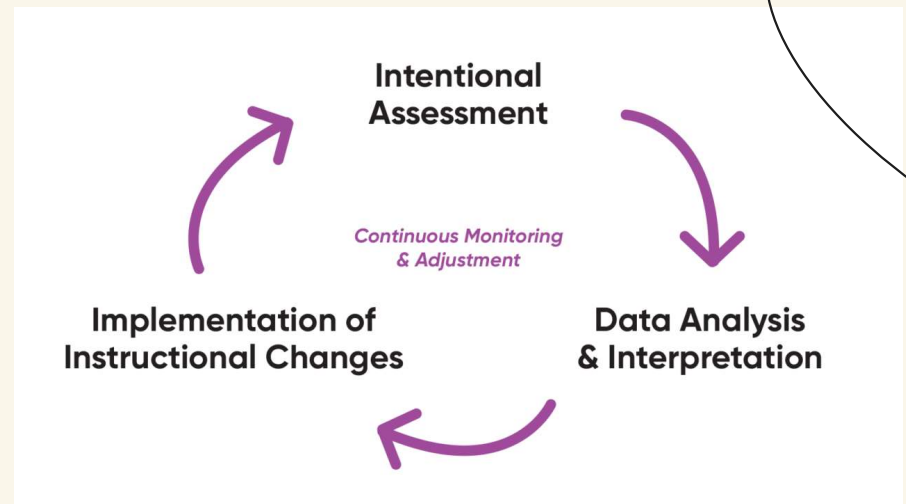 Intentional
Assessment
Continuous Monitoring
& Adjustment
Implementation of
Instructional Changes
Data Analysis
& Interpretation